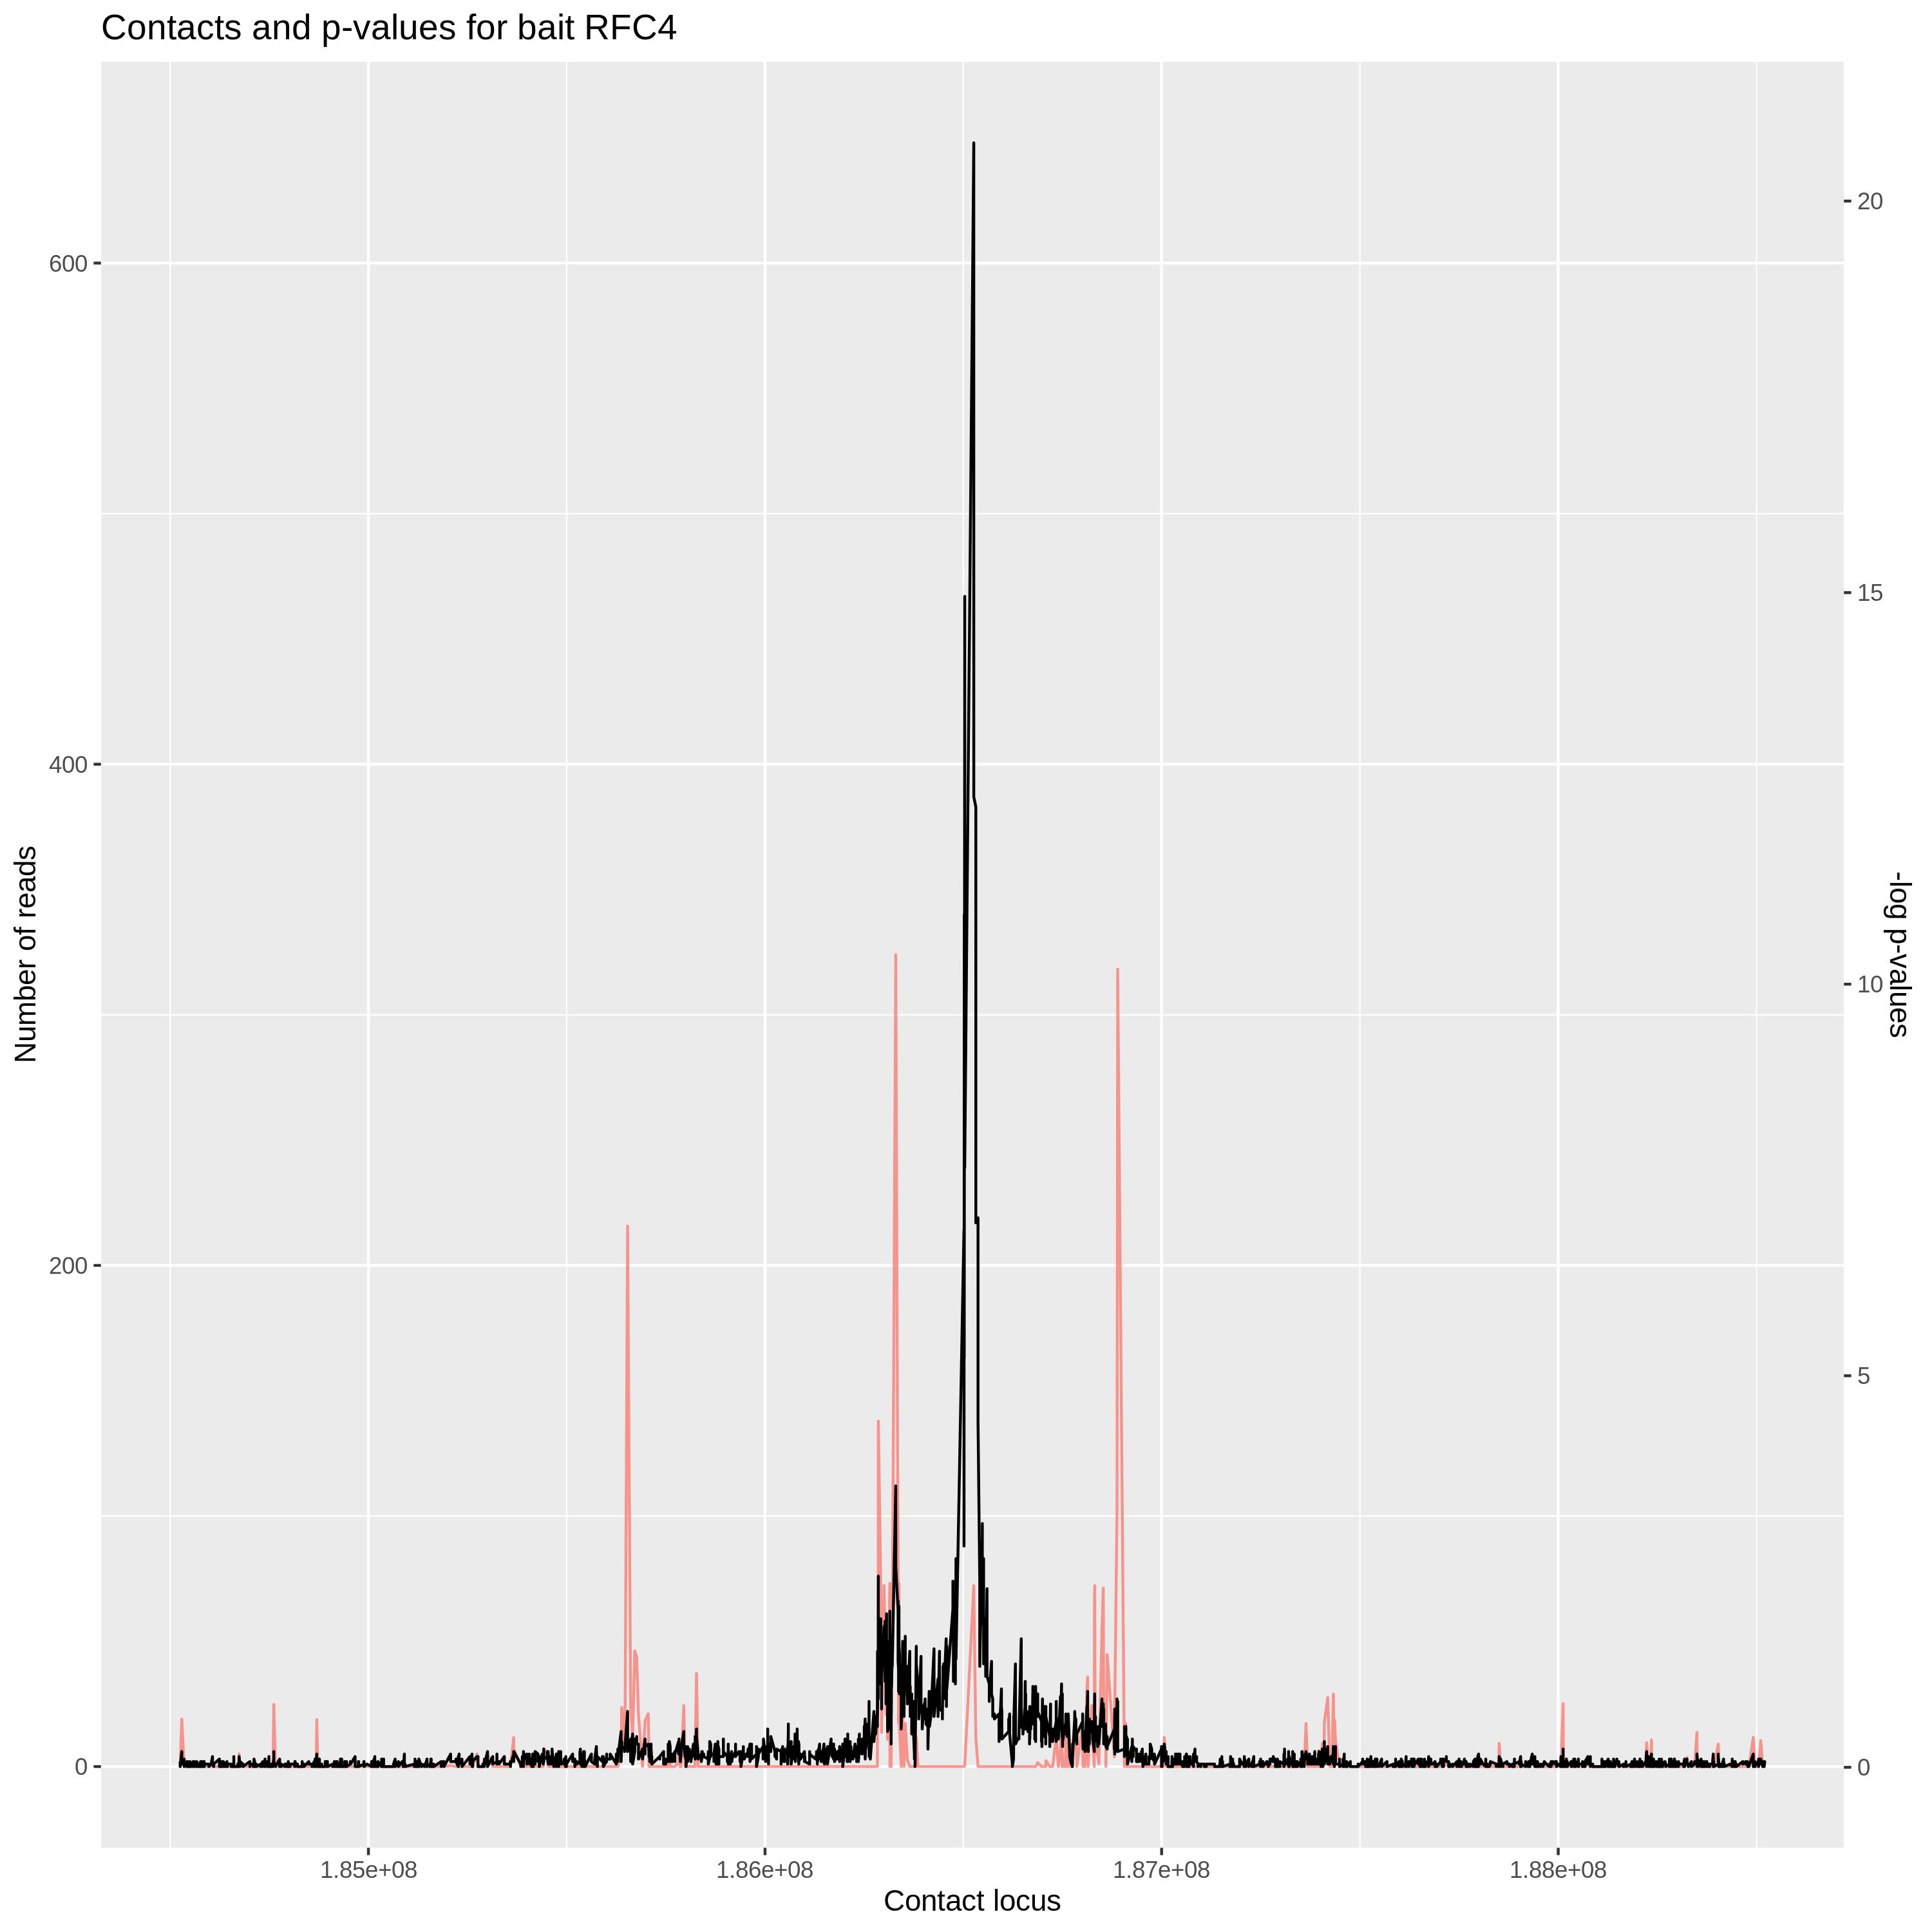 Contacts and p-values for bait RFC4
600
400
200
0
Number of reads
20
15
10
5
0
-log p-values
1.85e+08
1.86e+08
1.87e+08
1.88e+08
Contact locus